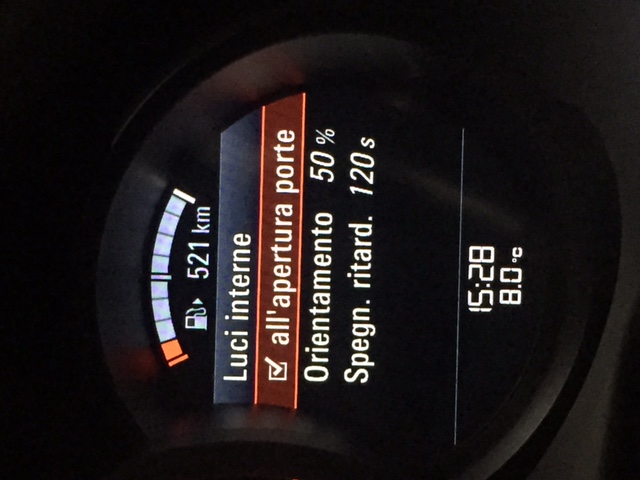 521 km
Luci interne
all'apertura porte
Orientamento 50 %
Spegn. ritard. 120 s
15:28
8.0 °C